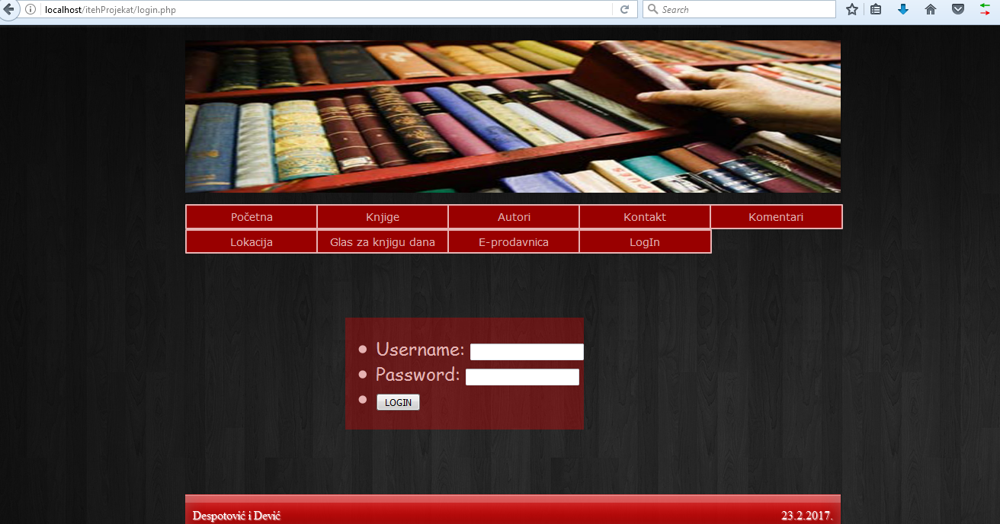 localhost/itehProjekat/login.php
Search
Početna Knjige Autori Kontakt Komentari
Lokacija Glas za knjigu dana E-prodavnica LogIn
Username:
Password:
LOGIN
Despotović i Dević 23.2.2017.